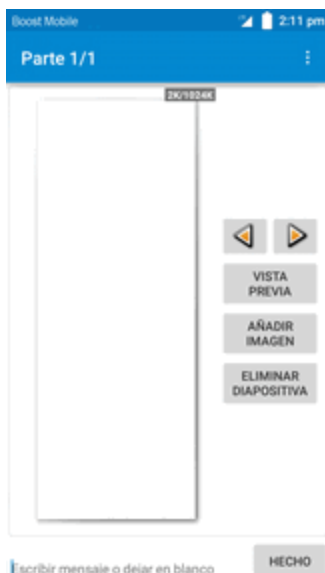 Boost Mobile 2:11 pm
Parte 1/1
2K/1024K
VISTA
PREVIA
AÑADIR
IMAGEN
ELIMINAR
DIAPOSITIVA
Escribir mensaje o dejar en blanco
HECHO